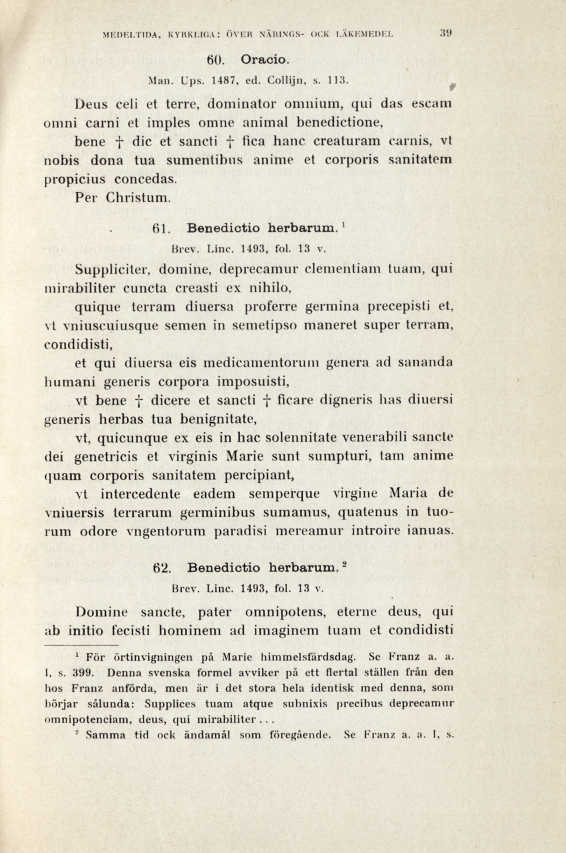 MEDELTIDA, KYRKLIGA: ÖVER NÄRINGS- OCK LÄKEMEDEL 39
60. Oracio.
Man. Ups. 1487, ed. Collijn, s. 113.
Deus celi et terre, dominator omnium, qui das escam
omni carni et imples omne animal benedictione,
bene † dic et sancti † fica hanc creaturam carnis, vt
nobis dona tua sumentibus anime et corporis sanitatem
propicius concedas.
Per Christum.
61. Benedictio herbarum. ¹
Brev. Linc. 1493, fol. 13 v.
Suppliciter, domine, deprecamur clementiam tuam, qui
mirabiliter cuncta creasti ex nihilo,
quique terram diuersa proferre germina precepisti et,
vt vniuscuiusque semen in semetipso maneret super terram,
condidisti,
et qui diuersa eis medicamentorum genera ad sananda
humani generis corpora imposuisti,
vt bene † dicere et sancti † ficare digneris has diuersi
generis herbas tua benignitate,
vt, quicunque ex eis in hac solennitate venerabili sancte
dei genetricis et virginis Marie sunt sumpturi, tam anime
quam corporis sanitatem percipiant,
vt intercedente eadem semperque virgine Maria de
vniuersis terrarum germinibus sumamus, quatenus in tuo-
rum odore vngentorum paradisi mereamur introire ianuas.
62. Benedictio herbarum. ²
Brev. Linc. 1493, fol. 13 v.
Domine sancte, pater omnipotens, eterne deus, qui
ab initio fecisti hominem ad imaginem tuam et condidisti
¹ För örtinvigningen på Marie himmelsfärdsdag. Se Franz a. a.
I, s. 399. Denna svenska formel avviker på ett flertal ställen från den
hos Franz anförda, men är i det stora hela identisk med denna, som
börjar sålunda: Supplices tuam atque subnixis precibus deprecamur
omnipotenciam, deus, qui mirabiliter . . .
² Samma tid ock ändamål som föregående. Se Franz a. a. I, s.